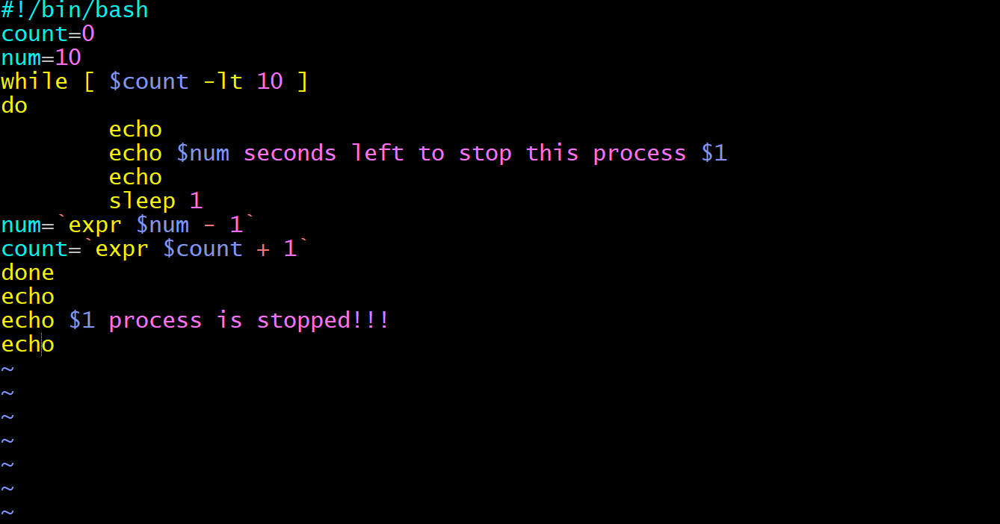 #!/bin/bash
count=0
num=10
while [ $count -lt 10 ]
do
        echo
        echo $num seconds left to stop this process $1
        echo
        sleep 1
num=`expr $num - 1`
count=`expr $count + 1`
done
echo
echo $1 process is stopped!!!
echo
~
~
~
~
~
~
~